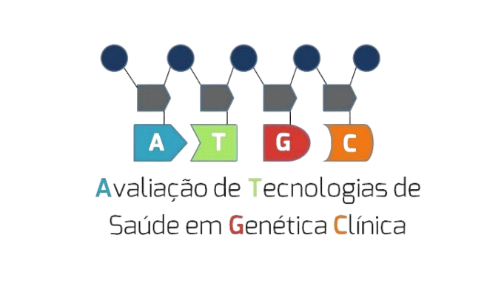 A T G C
Avaliação de Tecnologias de
Saúde em Genética Clínica